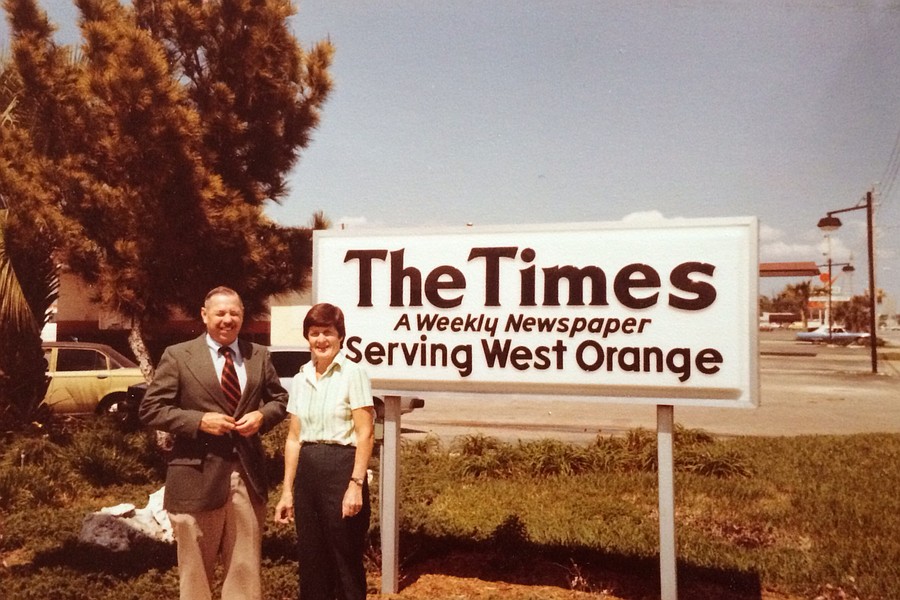 The Times
A Weekly Newspaper
Serving West Orange